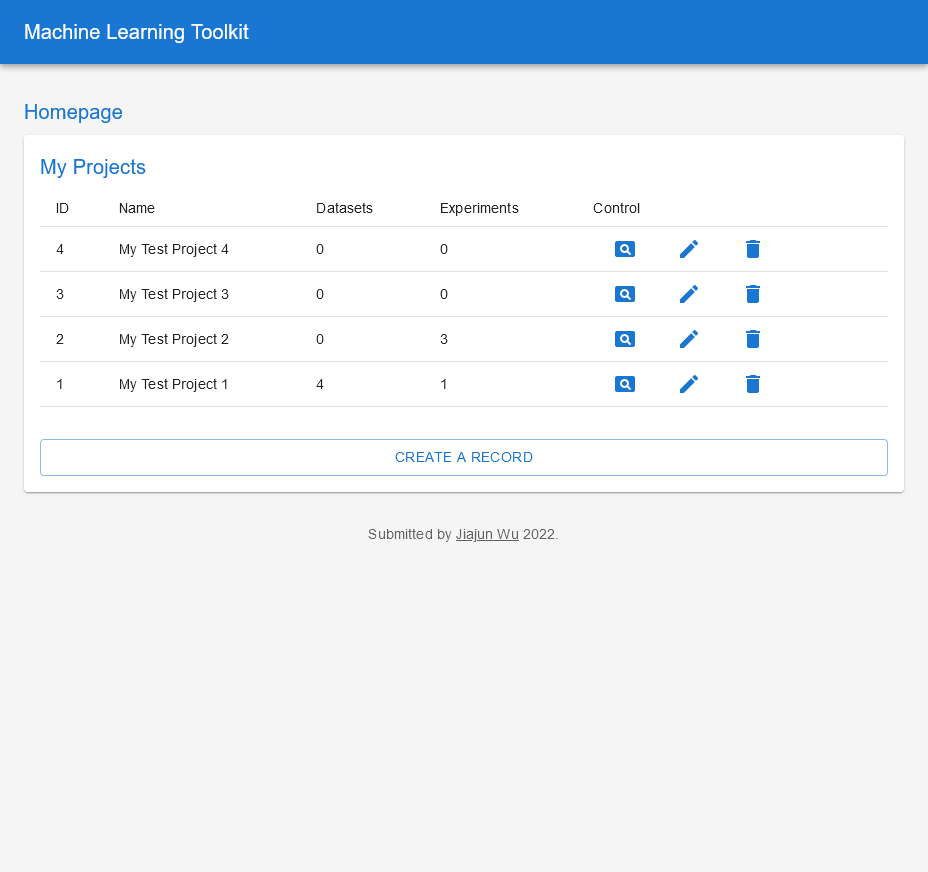 Machine Learning Toolkit
Homepage
My Projects
ID Name Datasets Experiments Control
4 My Test Project 4 0 0
3 My Test Project 3 0 0
2 My Test Project 2 0 3
1 My Test Project 1 4 1
CREATE A RECORD
Submitted by Jiajun Wu 2022.